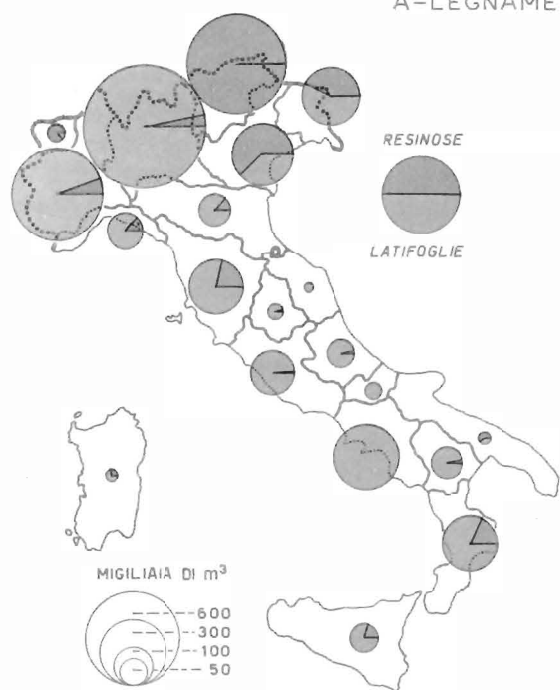 A-LEGNAME
RESINOSE
LATIFOGLIE
MIGILIAIA DI m³
600
300
100
50